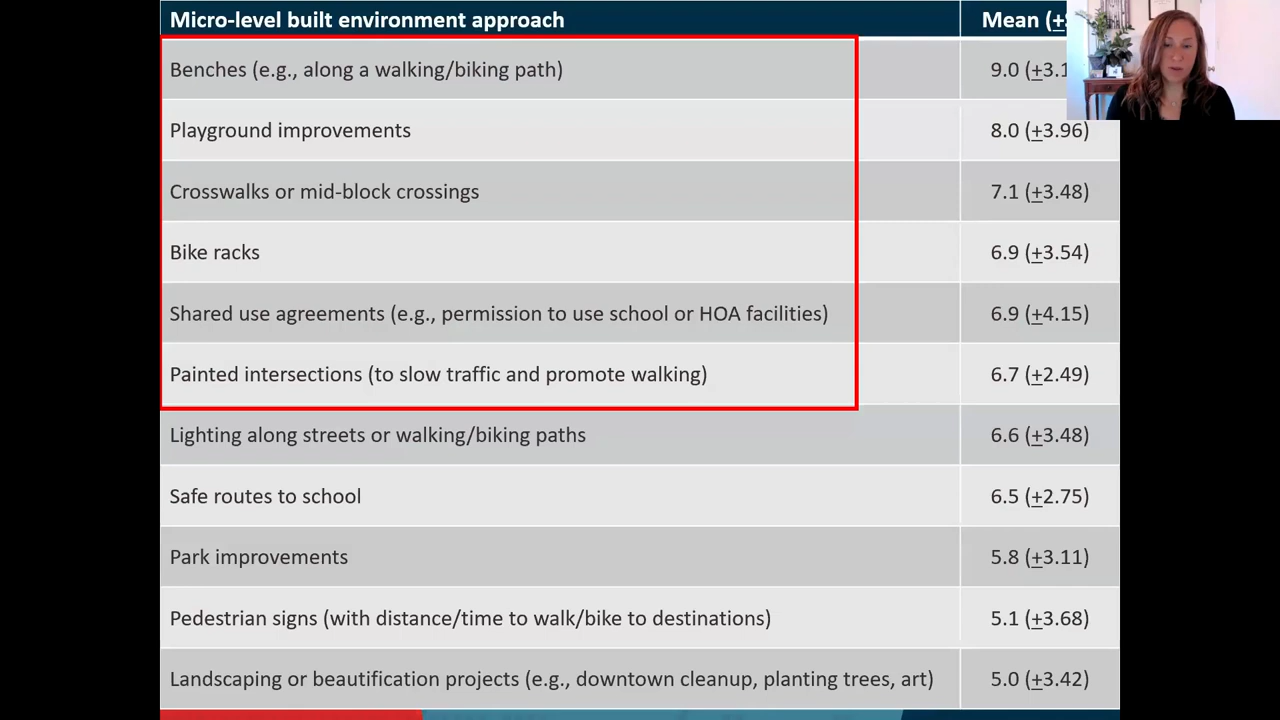 Micro-level built environment approach Mean (+
Benches (e.g., along a walking/biking path) 9.0 (+3.1
Playground improvements 8.0 (+3.96)
Crosswalks or mid-block crossings 7.1 (+3.48)
Bike racks 6.9 (+3.54)
Shared use agreements (e.g., permission to use school or HOA facilities) 6.9 (+4.15)
Painted intersections (to slow traffic and promote walking) 6.7 (+2.49)
Lighting along streets or walking/biking paths 6.6 (+3.48)
Safe routes to school 6.5 (+2.75)
Park improvements 5.8 (+3.11)
Pedestrian signs (with distance/time to walk/bike to destinations) 5.1 (+3.68)
Landscaping or beautification projects (e.g., downtown cleanup, planting trees, art) 5.0 (+3.42)